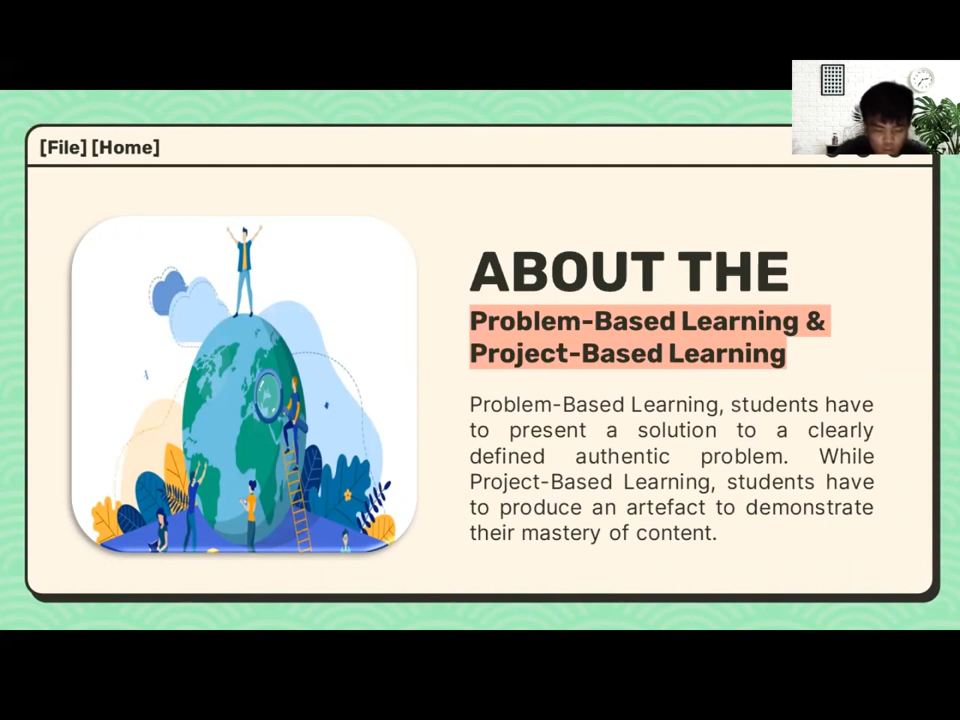 [File] [Home]
ABOUT THE
Problem-Based Learning &
Project-Based Learning
Problem-Based Learning, students have
to present a solution to a clearly
defined authentic problem. While
Project-Based Learning, students have
to produce an artefact to demonstrate
their mastery of content.